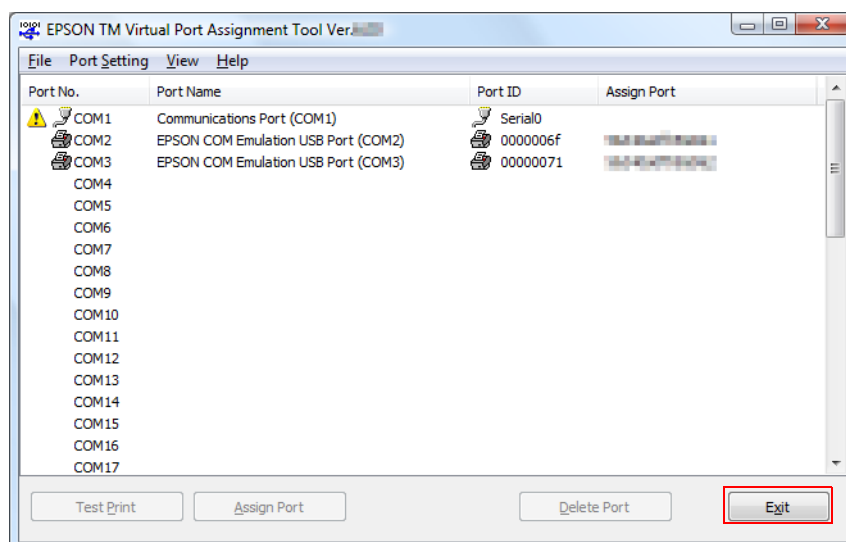 EPSON TM Virtual Port Assignment Tool Ver.
File Port Setting View Help
Port No. Port Name Port ID Assign Port
COM1 Communications Port (COM1) Serial0
COM2 EPSON COM Emulation USB Port (COM2) 0000006f
COM3 EPSON COM Emulation USB Port (COM3) 00000071
COM4
COM5
COM6
COM7
COM8
COM9
COM10
COM11
COM12
COM13
COM14
COM15
COM16
COM17
Test Print Assign Port Delete Port Exit